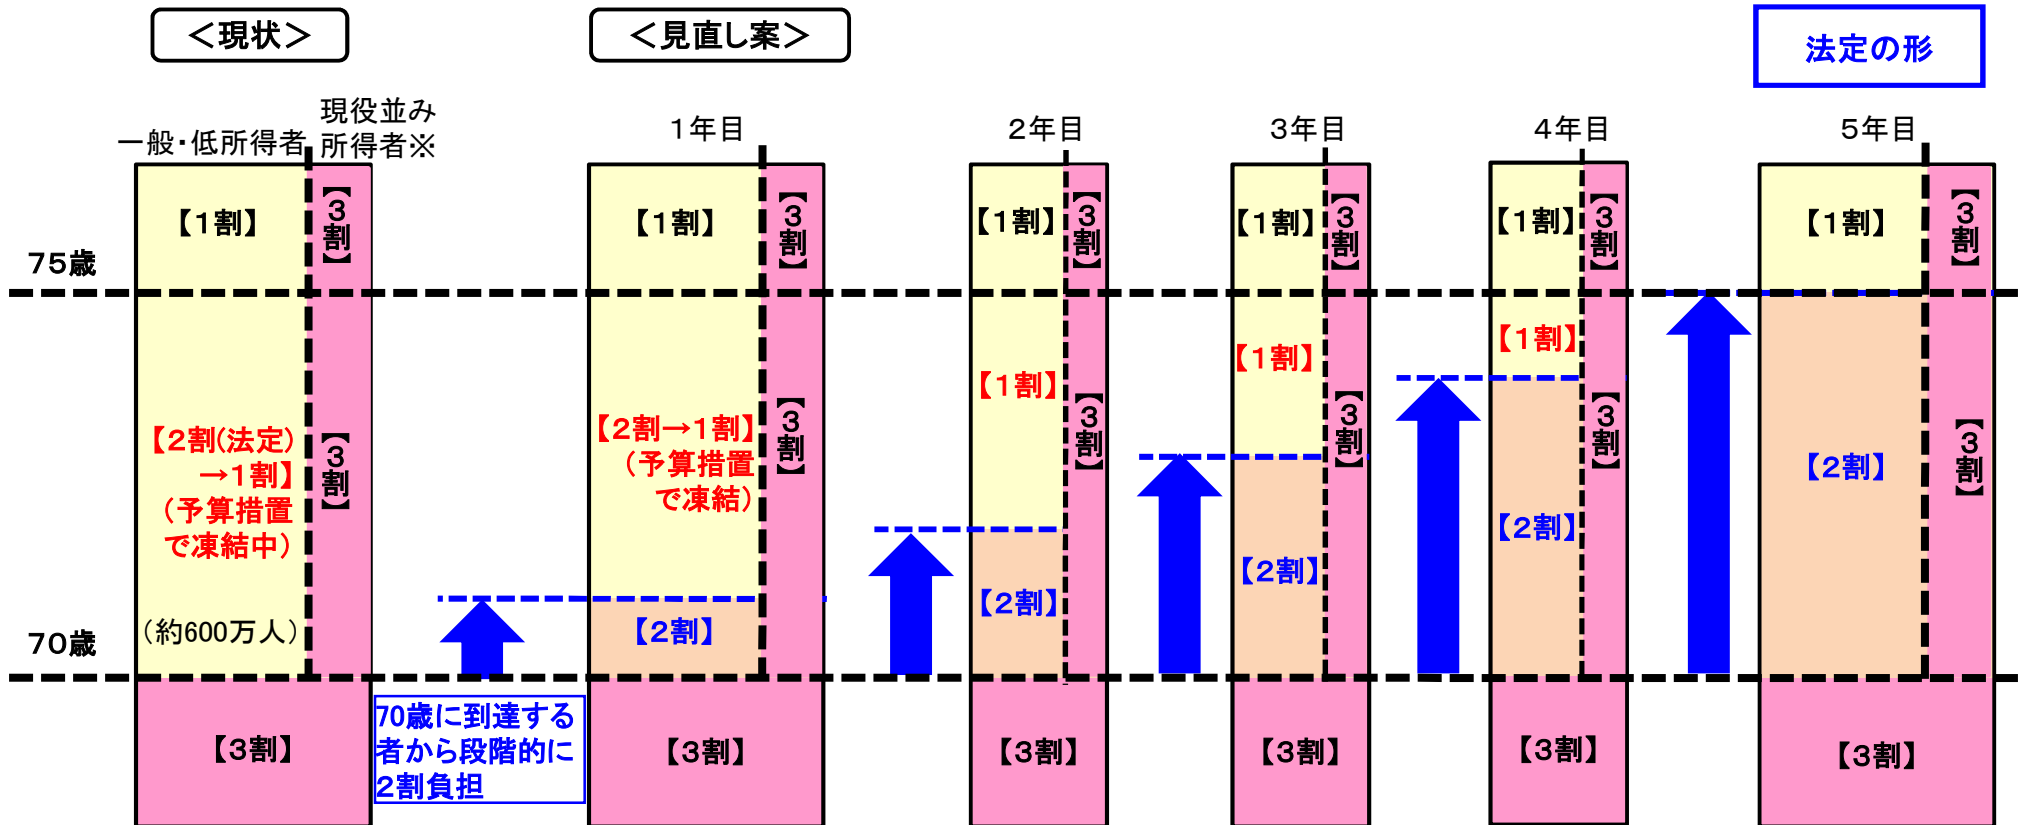 ＜現状＞
＜見直し案＞
法定の形
一般・低所得者
現役並み
所得者※
1年目
2年目
3年目
4年目
5年目
【1割】
【3割】
【1割】
【3割】
【1割】
【3割】
【1割】
【3割】
【1割】
【3割】
【1割】
【3割】
75歳
【2割(法定)
→1割】
（予算措置
で凍結中）
（約600万人）
【3割】
【2割→1割】
（予算措置
で凍結）
【2割】
【3割】
【1割】
【2割】
【3割】
【1割】
【2割】
【3割】
【1割】
【2割】
【3割】
【2割】
【3割】
70歳
【3割】
70歳に到達する
者から段階的に
2割負担
【3割】
【3割】
【3割】
【3割】
【3割】